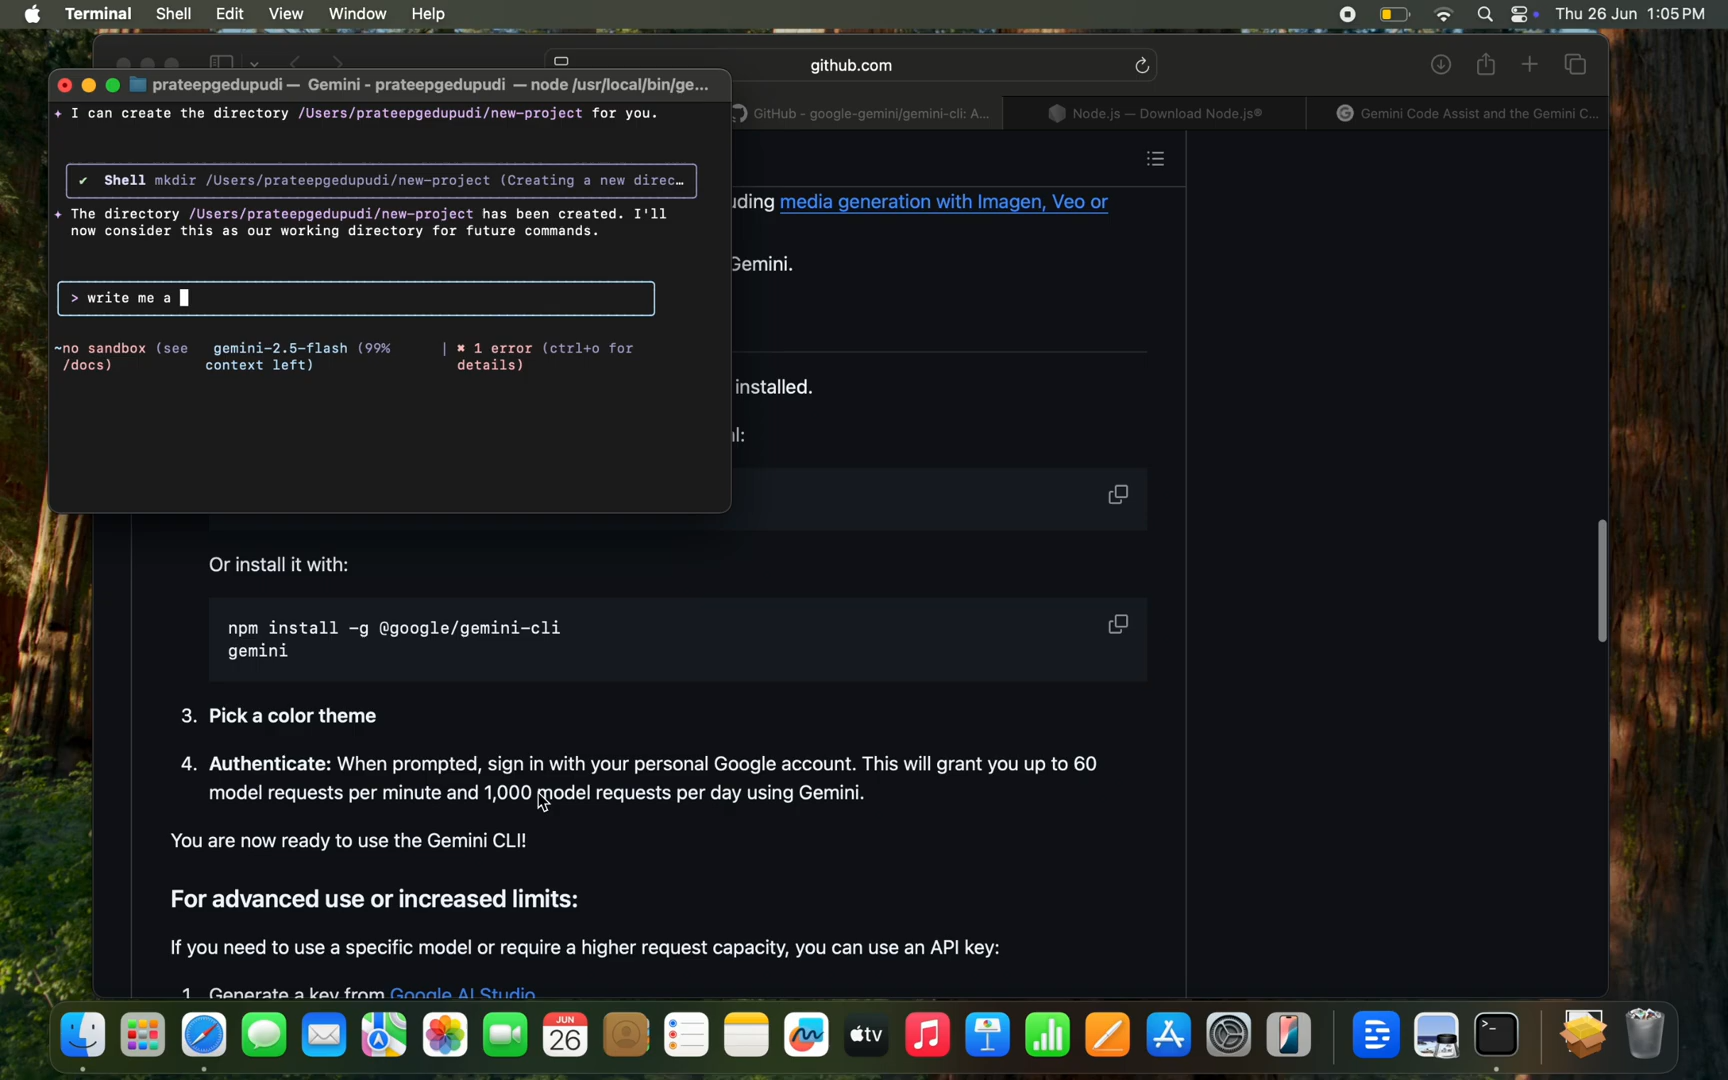 Terminal Shell Edit View Window Help
Thu 26 Jun 1:05 PM
github.com
prateepgedupudi — Gemini - prateepgedupudi — node /usr/local/bin/ge...
GitHub - google-gemini/gemini-cli: A...
Node.js — Download Node.js®
Gemini Code Assist and the Gemini C...
✦ I can create the directory /Users/prateepgedupudi/new-project for you.
✔ Shell mkdir /Users/prateepgedupudi/new-project (Creating a new direc…
✦ The directory /Users/prateepgedupudi/new-project has been created. I'll
now consider this as our working directory for future commands.
> write me a
~no sandbox (see /docs)
gemini-2.5-flash (99% context left)
| ✖ 1 error (ctrl+o for details)
media generation with Imagen, Veo or
Gemini.
installed.
Or install it with:
npm install -g @google/gemini-cli
gemini
3. Pick a color theme
4. Authenticate: When prompted, sign in with your personal Google account. This will grant you up to 60
model requests per minute and 1,000 model requests per day using Gemini.
You are now ready to use the Gemini CLI!
For advanced use or increased limits:
If you need to use a specific model or require a higher request capacity, you can use an API key:
1. Generate a key from Google AI Studio
JUN
26
tv